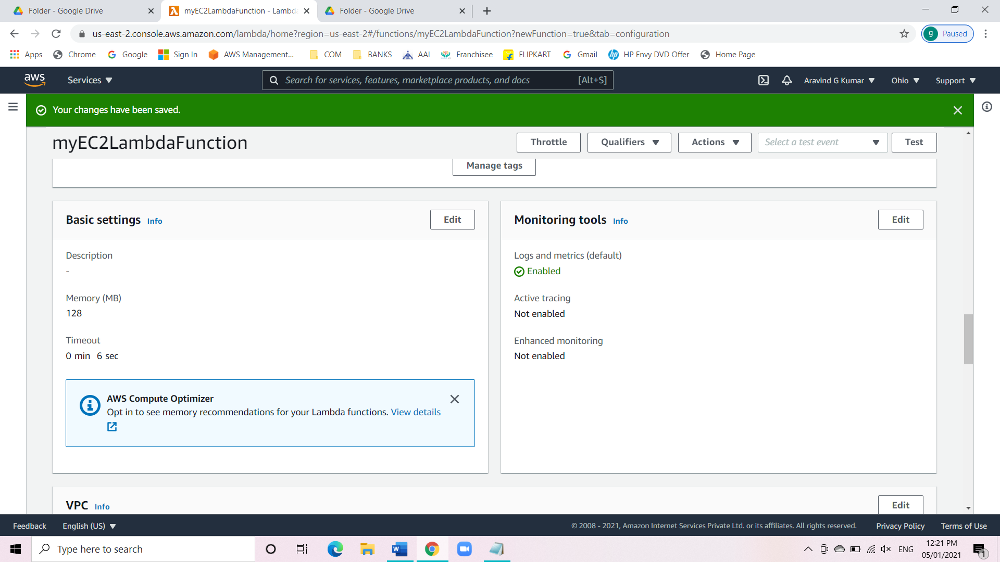 Folder - Google Drive
myEC2LambdaFunction - Lambd
Folder - Google Drive
us-east-2.console.aws.amazon.com/lambda/home?region=us-east-2#/functions/myEC2LambdaFunction?newFunction=true&tab=configuration
g Paused
Apps Chrome Google Sign In AWS Management... COM BANKS AAI Franchisee FLIPKART Gmail HP Envy DVD Offer Home Page
aws Services Search for services, features, marketplace products, and docs [Alt+S] Aravind G Kumar Ohio Support
Your changes have been saved.
myEC2LambdaFunction Throttle Qualifiers Actions Select a test event Test
Manage tags
Basic settings Info Edit
Description
-
Memory (MB)
128
Timeout
0 min 6 sec
AWS Compute Optimizer
Opt in to see memory recommendations for your Lambda functions. View details
Monitoring tools Info Edit
Logs and metrics (default)
Enabled
Active tracing
Not enabled
Enhanced monitoring
Not enabled
VPC Info Edit
Feedback English (US) © 2008 - 2021, Amazon Internet Services Private Ltd. or its affiliates. All rights reserved. Privacy Policy Terms of Use
Type here to search
ENG
12:21 PM
05/01/2021
1